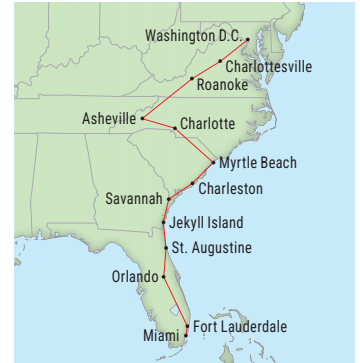 Washington D.C.
Charlottesville
Roanoke
Asheville
Charlotte
Myrtle Beach
Charleston
Savannah
Jekyll Island
St. Augustine
Orlando
Fort Lauderdale
Miami